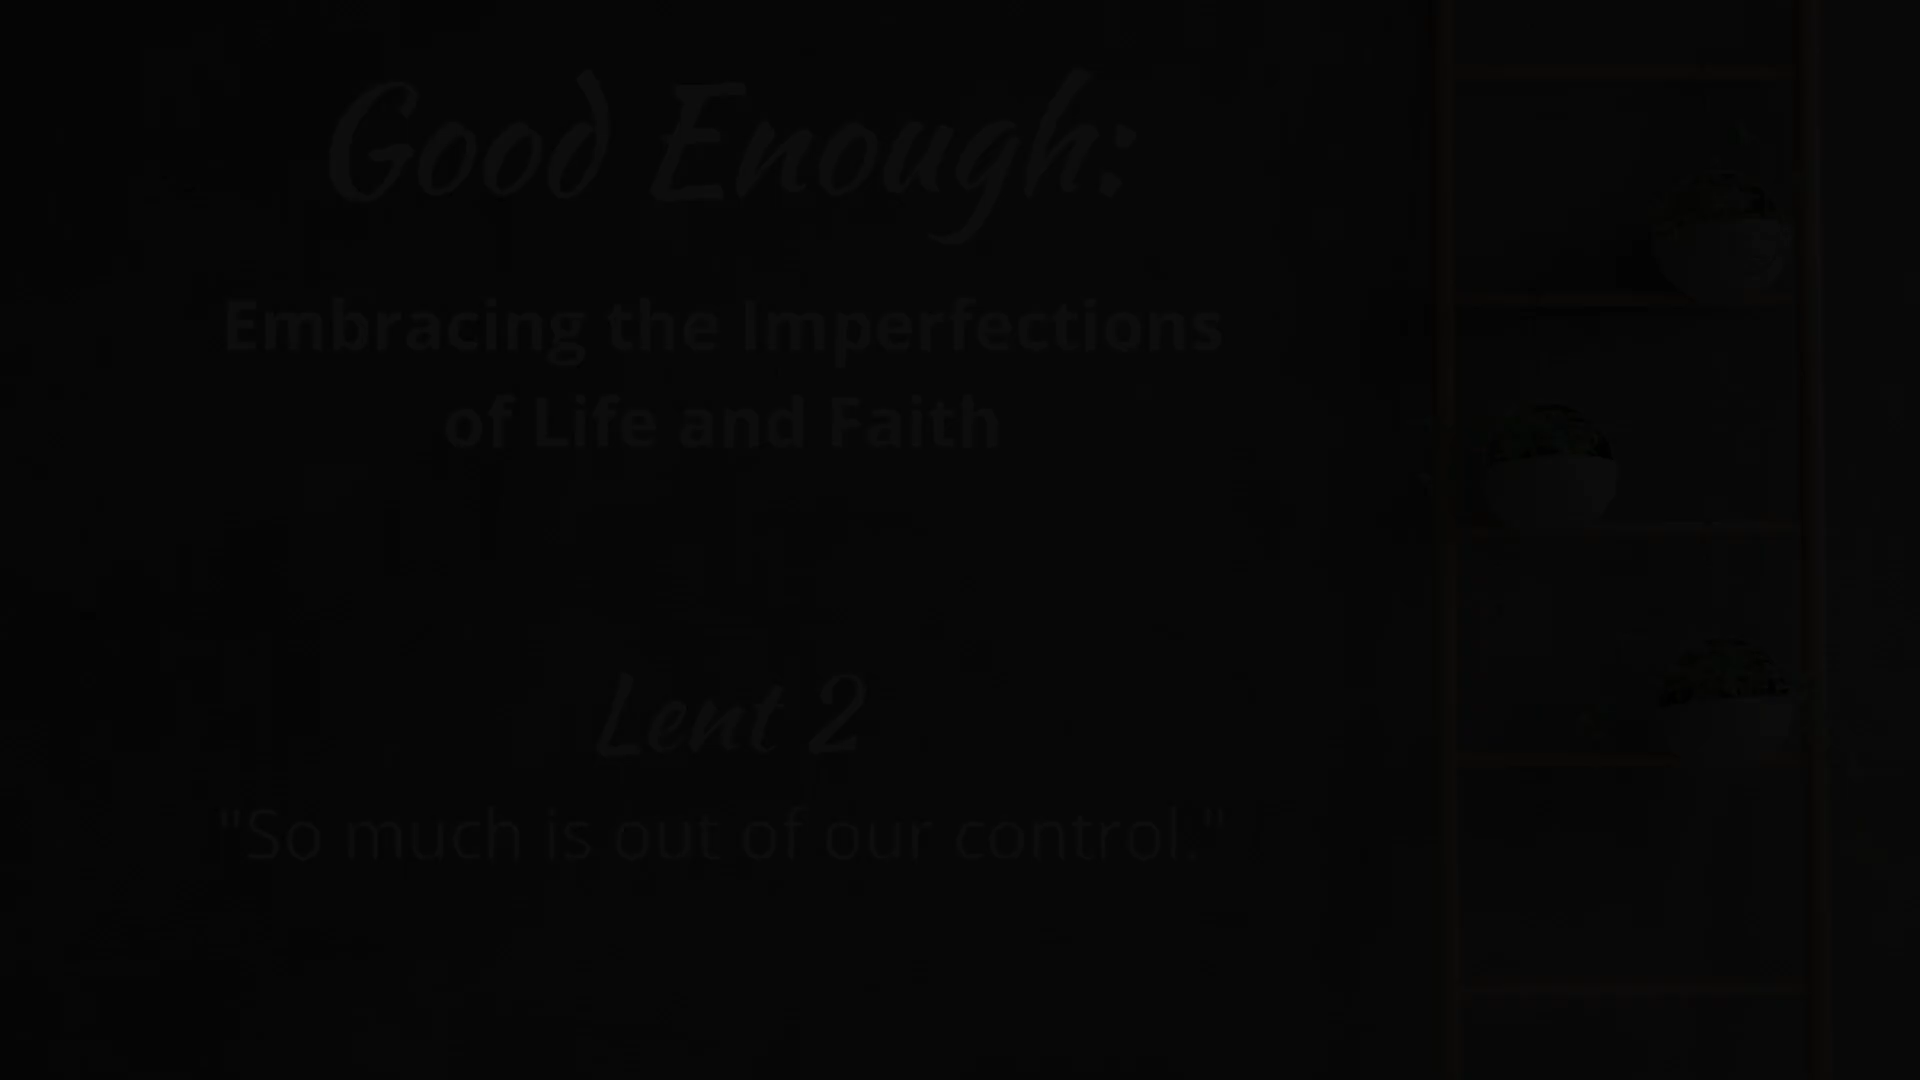 Good Enough:
Embracing the Imperfections
of Life and Faith
Lent 2
"So much is out of our control."